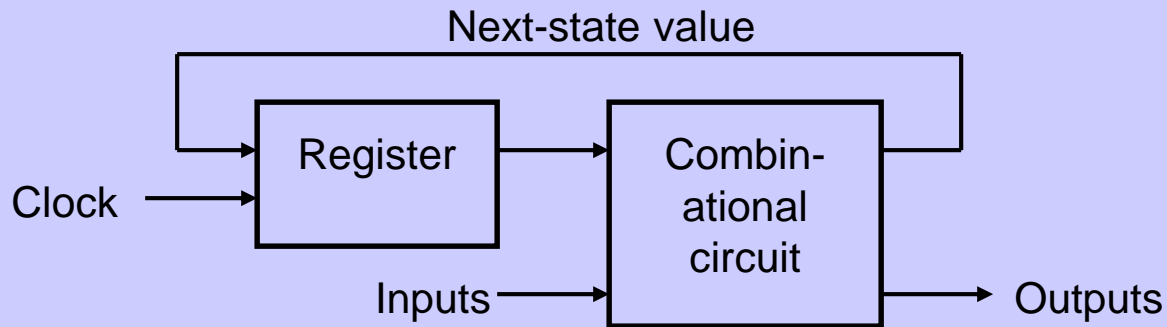 Next-state value
Register
Combin-
ational
circuit
Clock
Inputs
Outputs